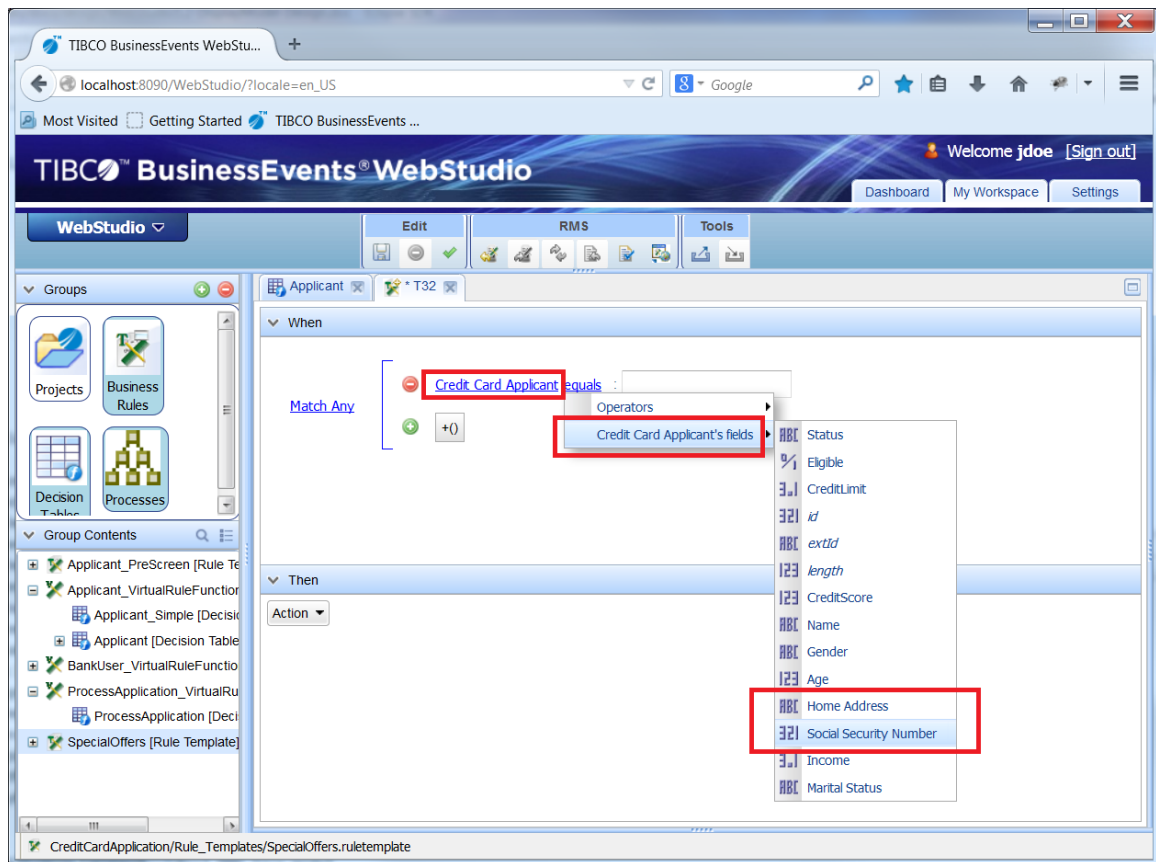 TIBCO BusinessEvents WebStu...
localhost:8090/WebStudio/?locale=en_US
Google
Most Visited Getting Started TIBCO BusinessEvents ...
TIBCO™ BusinessEvents® WebStudio
Welcome jdoe [Sign out]
Dashboard My Workspace Settings
WebStudio
Edit RMS Tools
Groups
Applicant * T32
Projects
Business
Rules
Decision
Tables
Processes
When
Match Any
Credit Card Applicant equals :
+()
Operators
Credit Card Applicant's fields
Status
Eligible
CreditLimit
id
extId
length
CreditScore
Name
Gender
Age
Home Address
Social Security Number
Income
Marital Status
Then
Action
Group Contents
Applicant_PreScreen [Rule Te
Applicant_VirtualRuleFunction
Applicant_Simple [Decisio
Applicant [Decision Table
BankUser_VirtualRuleFunctio
ProcessApplication_VirtualRu
ProcessApplication [Deci
SpecialOffers [Rule Template]
CreditCardApplication/Rule_Templates/SpecialOffers.ruletemplate